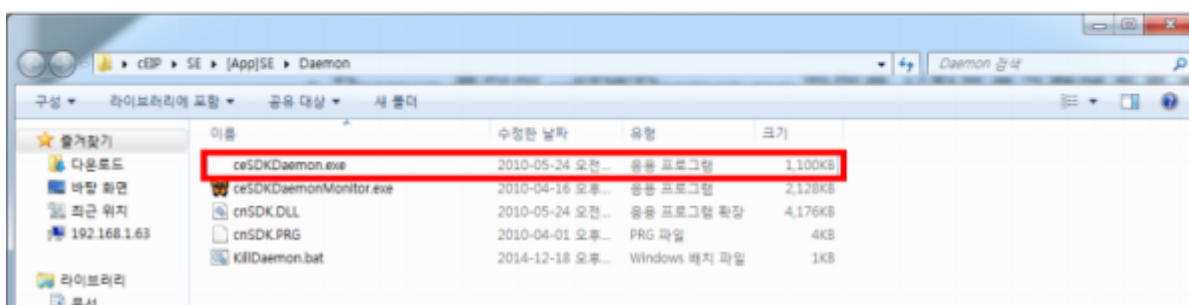 cEIP ▸ SE ▸ [App]SE ▸ Daemon
Daemon 검색
구성 라이브러리에 포함 공유 대상 새 폴더
이름 수정한 날짜 유형 크기
즐겨찾기
다운로드
바탕 화면
최근 위치
192.168.1.63
라이브러리
문서
ceSDKDaemon.exe 2010-05-24 오전... 응용 프로그램 1,100KB
ceSDKDaemonMonitor.exe 2010-04-16 오후... 응용 프로그램 2,128KB
cnSDK.DLL 2010-05-24 오전... 응용 프로그램 확장 4,176KB
cnSDK.PRG 2010-04-01 오후... PRG 파일 4KB
KillDaemon.bat 2014-12-18 오후... Windows 배치 파일 1KB